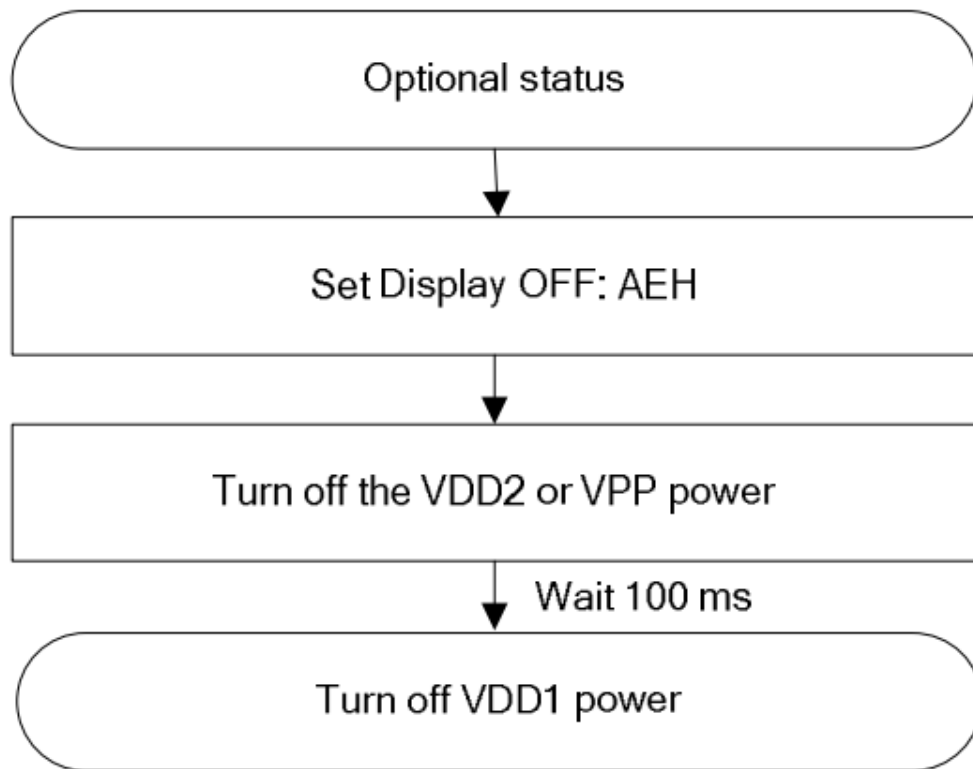 Optional status
Set Display OFF: AEH
Turn off the VDD2 or VPP power
Wait 100 ms
Turn off VDD1 power